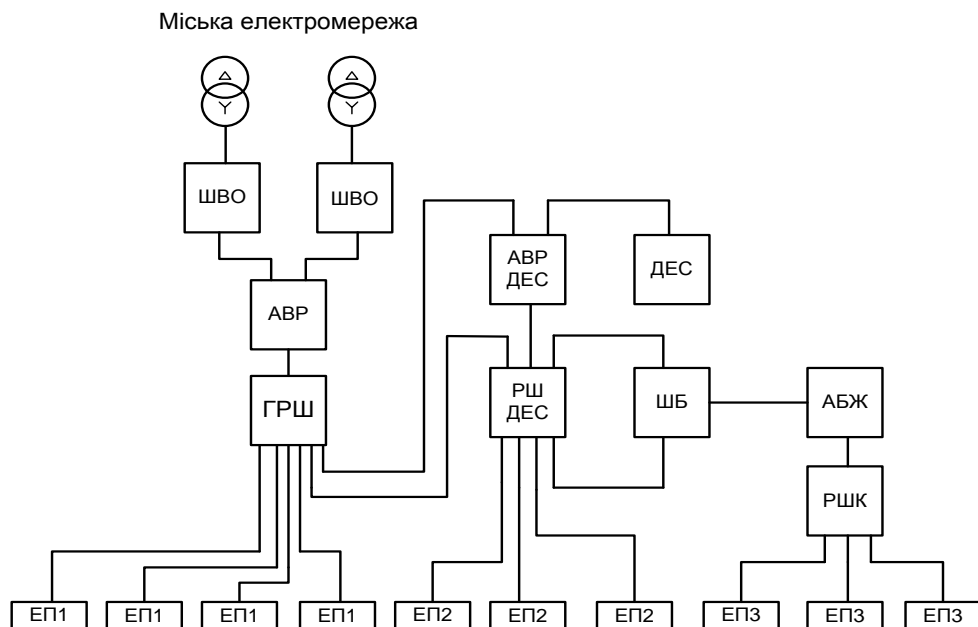 Міська електромережа
ШВО
ШВО
АВР
ДЕС
ДЕС
АВР
РШ
ДЕС
ШБ
АБЖ
ГРШ
РШК
ЕП1
ЕП1
ЕП1
ЕП1
ЕП2
ЕП2
ЕП2
ЕП3
ЕП3
ЕП3